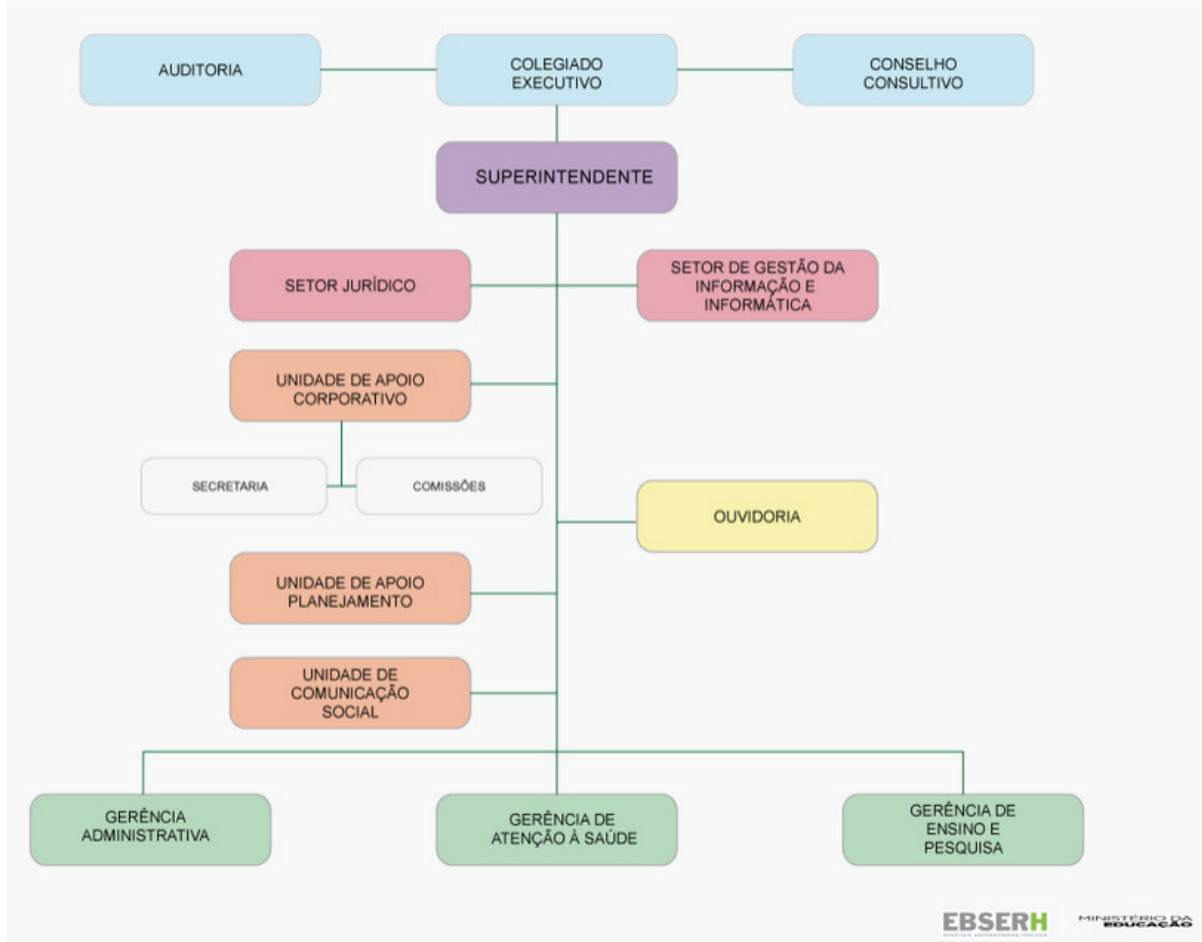 AUDITORIA
COLEGIADO
EXECUTIVO
CONSELHO
CONSULTIVO
SUPERINTENDENTE
SETOR JURÍDICO
SETOR DE GESTÃO DA
INFORMAÇÃO E
INFORMÁTICA
UNIDADE DE APOIO
CORPORATIVO
SECRETARIA
COMISSÕES
OUVIDORIA
UNIDADE DE APOIO
PLANEJAMENTO
UNIDADE DE
COMUNICAÇÃO
SOCIAL
GERÊNCIA
ADMINISTRATIVA
GERÊNCIA DE
ATENÇÃO À SAÚDE
GERÊNCIA DE
ENSINO E
PESQUISA
EBSERH
MINISTÉRIO DA
EDUCAÇÃO